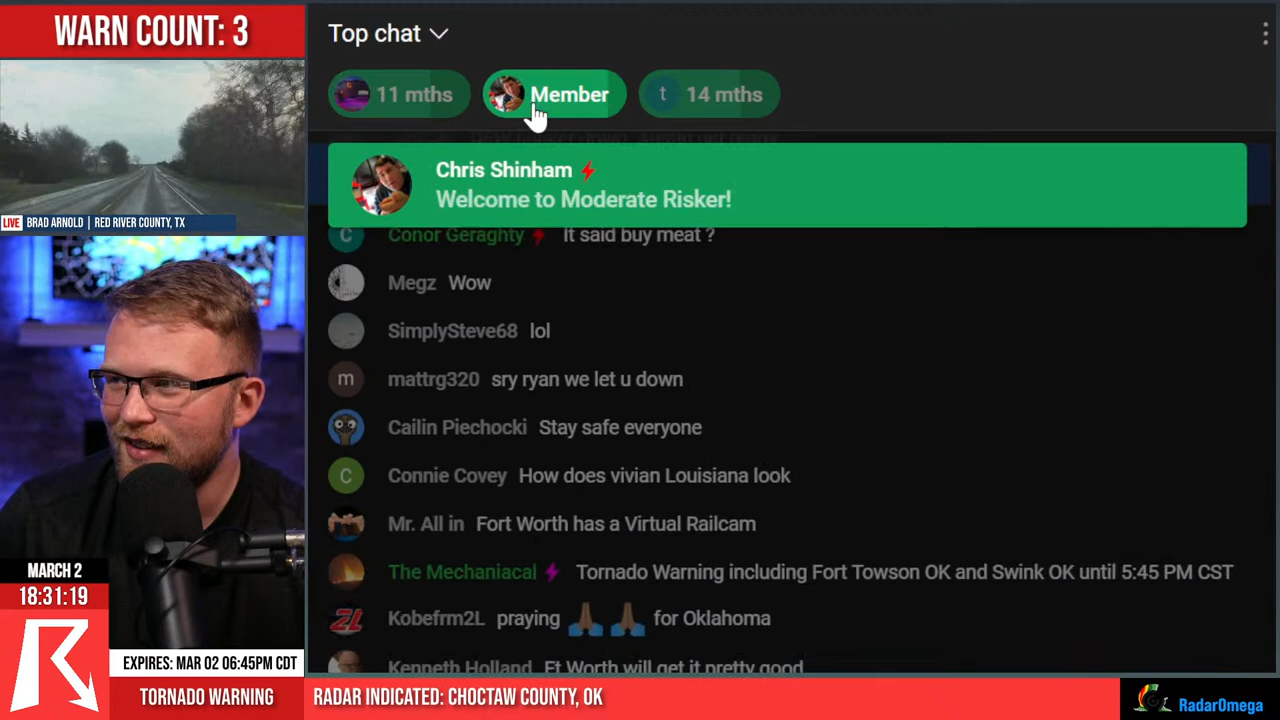 WARN COUNT: 3
LIVE BRAD ARNOLD | RED RIVER COUNTY, TX
Top chat
11 mths
Member
t 14 mths
Chris Shinham
Welcome to Moderate Risker!
C Conor Geraghty It said buy meat ?
Megz Wow
SimplySteve68 lol
m mattrg320 sry ryan we let u down
Cailin Piechocki Stay safe everyone
C Connie Covey How does vivian Louisiana look
Mr. All in Fort Worth has a Virtual Railcam
The Mechaniacal Tornado Warning including Fort Towson OK and Swink OK until 5:45 PM CST
Kobefrm2L praying 🙏🏽 🙏🏽 for Oklahoma
Kenneth Holland Ft Worth will get it pretty good
MARCH 2
18:31:19
EXPIRES: MAR 02 06:45PM CDT
TORNADO WARNING
RADAR INDICATED: CHOCTAW COUNTY, OK
RadarOmega